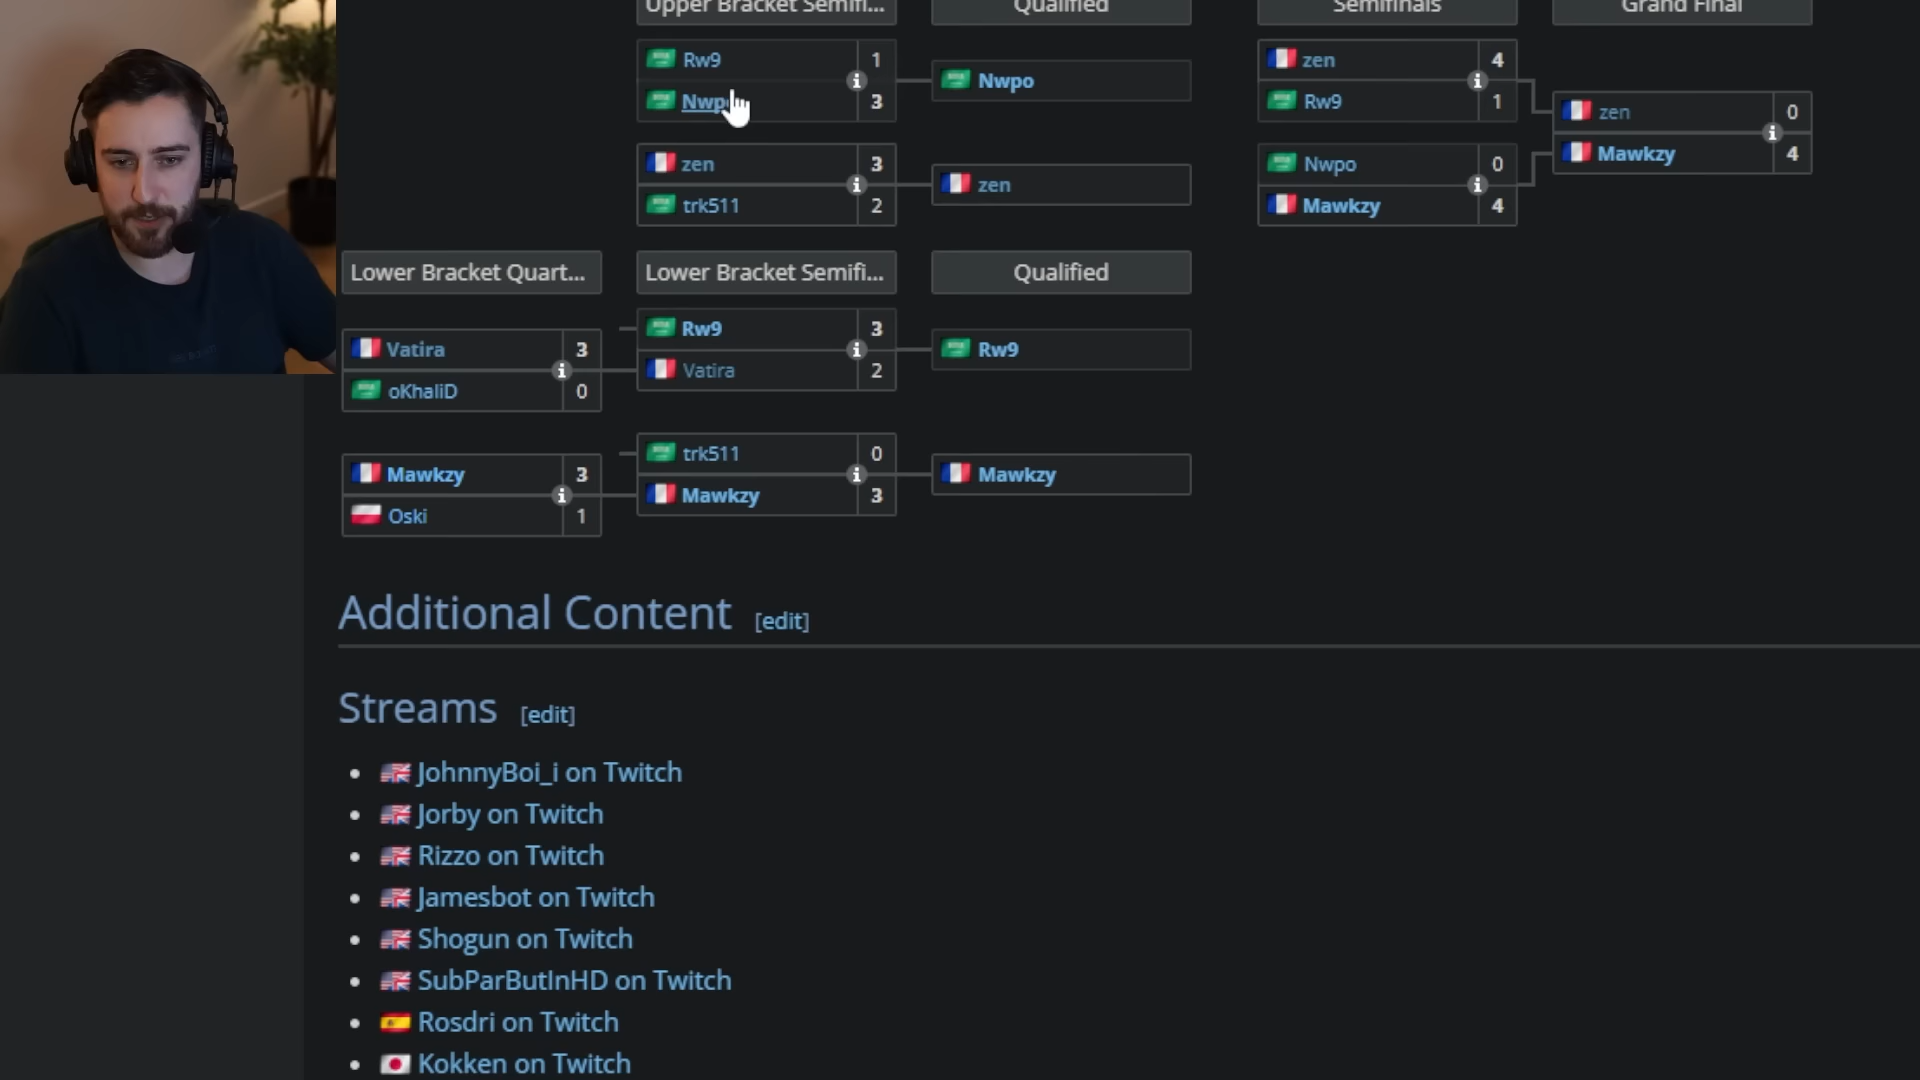 Upper Bracket Semifi...
Qualified
Semifinals
Grand Final
Rw9 1
Nwpo 3
Nwpo
zen 3
trk511 2
zen
zen 4
Rw9 1
Nwpo 0
Mawkzy 4
zen 0
Mawkzy 4
Lower Bracket Quart...
Lower Bracket Semifi...
Qualified
Vatira 3
oKhaliD 0
Rw9 3
Vatira 2
Rw9
Mawkzy 3
Oski 1
trk511 0
Mawkzy 3
Mawkzy
Additional Content [edit]
Streams [edit]
JohnnyBoi_i on Twitch
Jorby on Twitch
Rizzo on Twitch
Jamesbot on Twitch
Shogun on Twitch
SubParButInHD on Twitch
Rosdri on Twitch
Kokken on Twitch